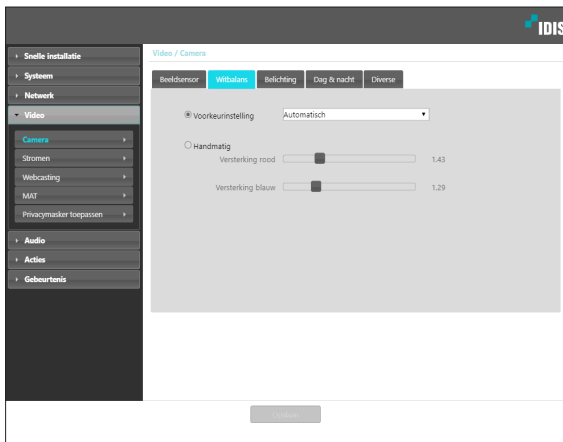 IDIS
Snelle installatie
Systeem
Netwerk
Video
Camera
Stromen
Webcasting
MAT
Privacymasker toepassen
Audio
Acties
Gebeurtenis
Video / Camera
Beeldsensor Witbalans Belichting Dag & nacht Diverse
Voorkeurinstelling Automatisch
Handmatig
Versterking rood 1.43
Versterking blauw 1.29